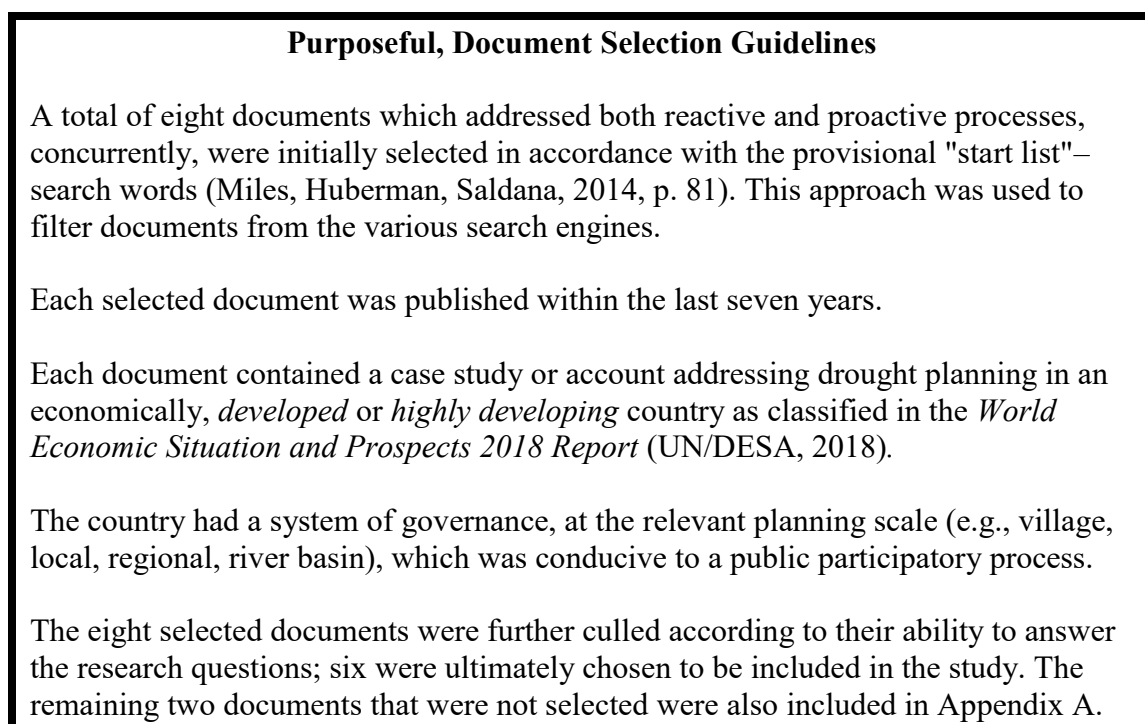 Purposeful, Document Selection Guidelines
A total of eight documents which addressed both reactive and proactive processes,
concurrently, were initially selected in accordance with the provisional "start list"–
search words (Miles, Huberman, Saldana, 2014, p. 81). This approach was used to
filter documents from the various search engines.
Each selected document was published within the last seven years.
Each document contained a case study or account addressing drought planning in an
economically, developed or highly developing country as classified in the World
Economic Situation and Prospects 2018 Report (UN/DESA, 2018).
The country had a system of governance, at the relevant planning scale (e.g., village,
local, regional, river basin), which was conducive to a public participatory process.
The eight selected documents were further culled according to their ability to answer
the research questions; six were ultimately chosen to be included in the study. The
remaining two documents that were not selected were also included in Appendix A.